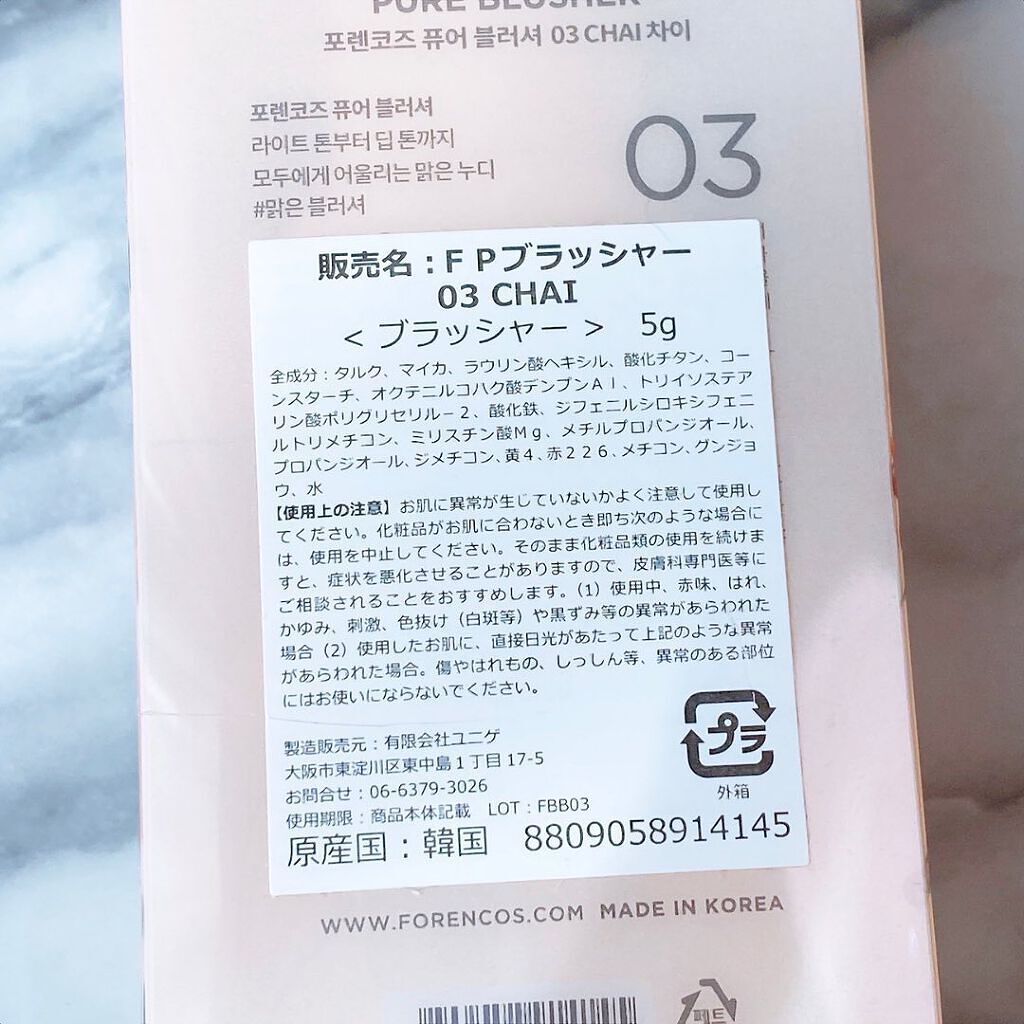 PURE BLUSHER
포렌코즈 퓨어 블러셔 03 CHAI 차이
포렌코즈 퓨어 블러셔
라이트 톤부터 딥 톤까지
모두에게 어울리는 맑은 누디
#맑은 블러셔
03
販売名：ＦＰブラッシャー
03 CHAI
＜ ブラッシャー ＞ 5g
全成分：タルク、マイカ、ラウリン酸ヘキシル、酸化チタン、コー
ンスターチ、オクテニルコハク酸デンプンＡｌ、トリイソステア
リン酸ポリグリセリル－２、酸化鉄、ジフェニルシロキシフェニ
ルトリメチコン、ミリスチン酸Ｍｇ、メチルプロパンジオール、
プロパンジオール、ジメチコン、黄４、赤２２６、メチコン、グンジョ
ウ、水
【使用上の注意】お肌に異常が生じていないかよく注意して使用し
てください。化粧品がお肌に合わないとき即ち次のような場合に
は、使用を中止してください。そのまま化粧品類の使用を続けま
すと、症状を悪化させることがありますので、皮膚科専門医等に
ご相談されることをおすすめします。（1）使用中、赤味、はれ、
かゆみ、刺激、色抜け（白斑等）や黒ずみ等の異常があらわれた
場合（2）使用したお肌に、直接日光があたって上記のような異常
があらわれた場合。傷やはれもの、しっしん等、異常のある部位
にはお使いにならないでください。
製造販売元：有限会社ユニゲ
大阪市東淀川区東中島１丁目 17-5
お問合せ：06-6379-3026
使用期限：商品本体記載 LOT：FBB03
プラ
外箱
原産国：韓国 8809058914145
WWW.FORENCOS.COM MADE IN KOREA
페트